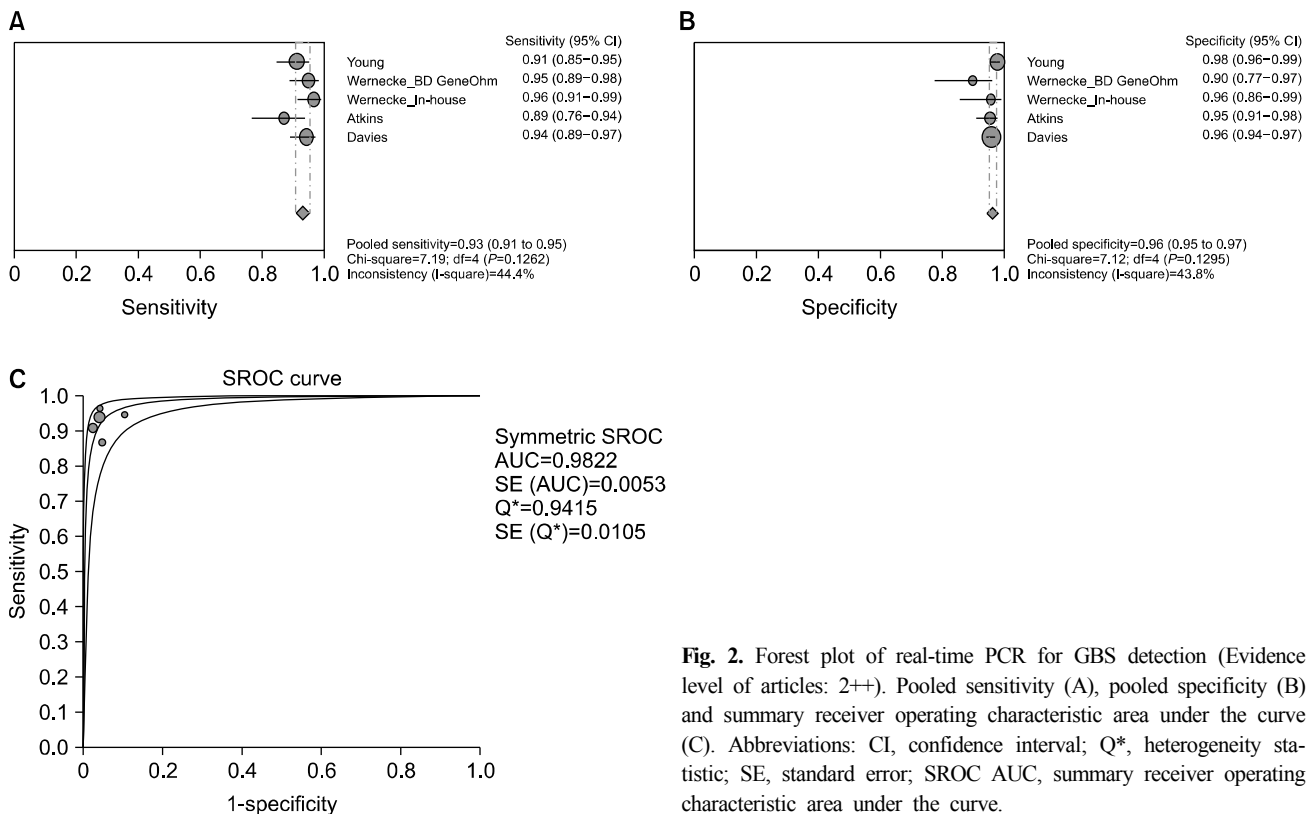 A
Sensitivity (95% CI)
Young 0.91 (0.85−0.95)
Wernecke_BD GeneOhm 0.95 (0.89−0.98)
Wernecke_In-house 0.96 (0.91−0.99)
Atkins 0.89 (0.76−0.94)
Davies 0.94 (0.89−0.97)
Pooled sensitivity=0.93 (0.91 to 0.95)
Chi-square=7.19; df=4 (P=0.1262)
Inconsistency (I-square)=44.4%
0 0.2 0.4 0.6 0.8 1.0
Sensitivity
B
Specificity (95% CI)
Young 0.98 (0.96−0.99)
Wernecke_BD GeneOhm 0.90 (0.77−0.97)
Wernecke_In-house 0.96 (0.86−0.99)
Atkins 0.95 (0.91−0.98)
Davies 0.96 (0.94−0.97)
Pooled specificity=0.96 (0.95 to 0.97)
Chi-square=7.12; df=4 (P=0.1295)
Inconsistency (I-square)=43.8%
0 0.2 0.4 0.6 0.8 1.0
Specificity
C
SROC curve
1.0
0.9
0.8
0.7
0.6
0.5
0.4
0.3
0.2
0.1
0.0
Sensitivity
0 0.2 0.4 0.6 0.8 1.0
1-specificity
Symmetric SROC
AUC=0.9822
SE (AUC)=0.0053
Q*=0.9415
SE (Q*)=0.0105
Fig. 2. Forest plot of real-time PCR for GBS detection (Evidence
level of articles: 2++). Pooled sensitivity (A), pooled specificity (B)
and summary receiver operating characteristic area under the curve
(C). Abbreviations: CI, confidence interval; Q*, heterogeneity sta-
tistic; SE, standard error; SROC AUC, summary receiver operating
characteristic area under the curve.